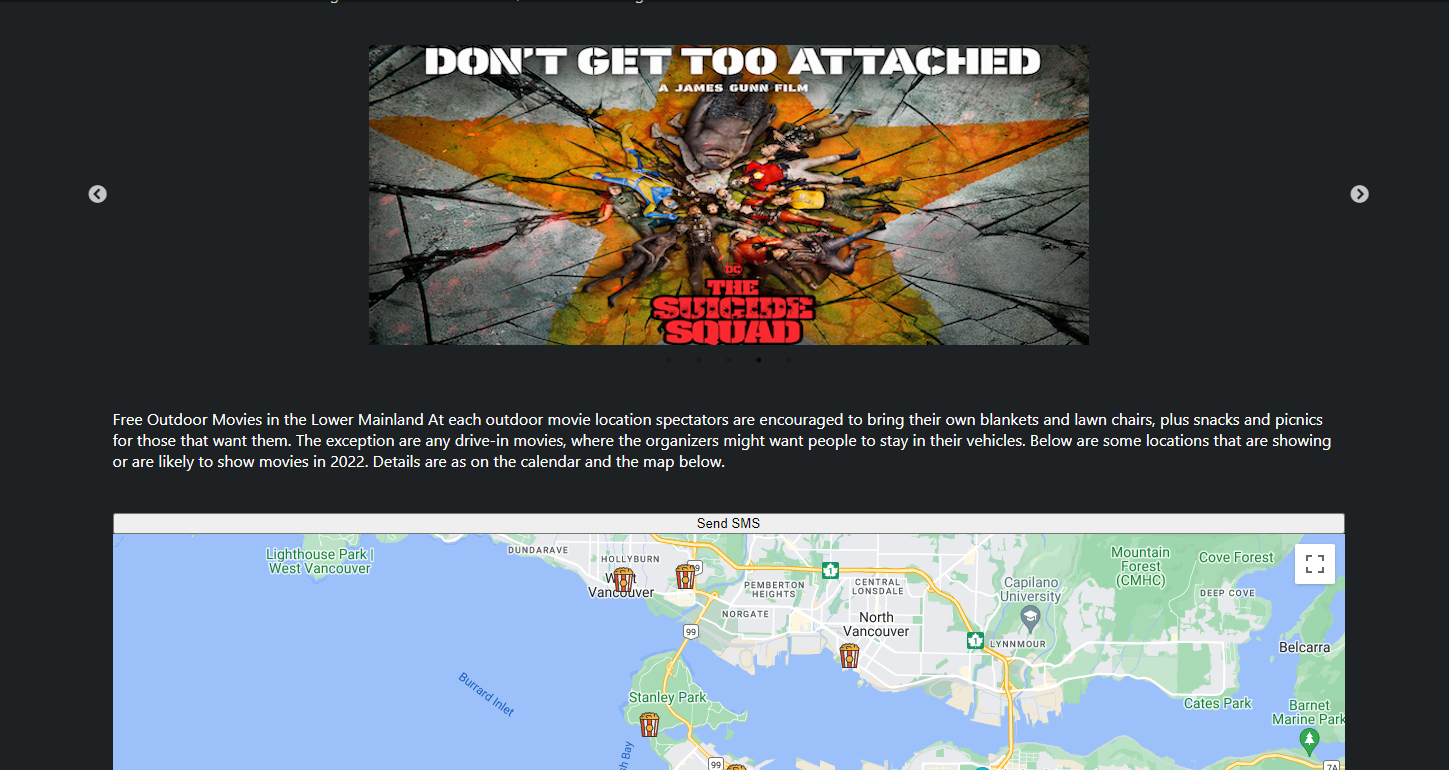 DON'T GET TOO ATTACHED
A JAMES GUNN FILM
DC
THE
SUICIDE
SQUAD
Free Outdoor Movies in the Lower Mainland At each outdoor movie location spectators are encouraged to bring their own blankets and lawn chairs, plus snacks and picnics
for those that want them. The exception are any drive-in movies, where the organizers might want people to stay in their vehicles. Below are some locations that are showing
or are likely to show movies in 2022. Details are as on the calendar and the map below.
Send SMS
Lighthouse Park |
West Vancouver
DUNDARAVE
HOLLYBURN
West
Vancouver
99
PEMBERTON
HEIGHTS
NORGATE
1
CENTRAL
LONSDALE
North
Vancouver
Capilano
University
Mountain
Forest
(CMHC)
Cove Forest
DEEP COVE
99
1
LYNNMOUR
Belcarra
Burrard Inlet
Stanley Park
Cates Park
Barnet
Marine Park
Bay
99
7A